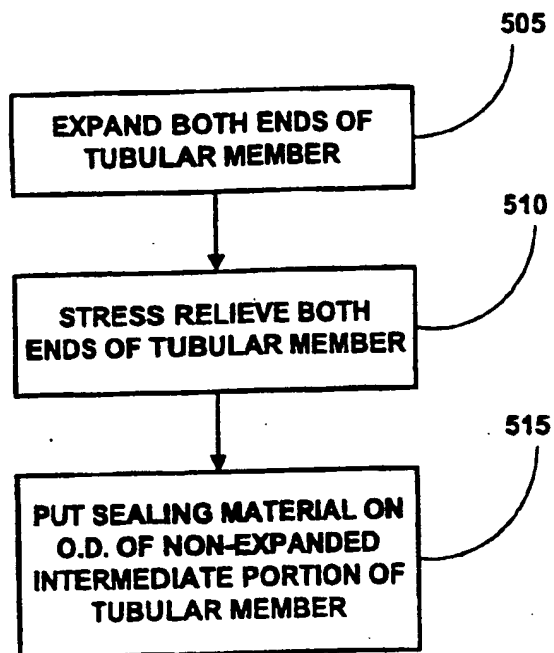 505
EXPAND BOTH ENDS OF
TUBULAR MEMBER
510
STRESS RELIEVE BOTH
ENDS OF TUBULAR MEMBER
515
PUT SEALING MATERIAL ON
O.D. OF NON-EXPANDED
INTERMEDIATE PORTION OF
TUBULAR MEMBER